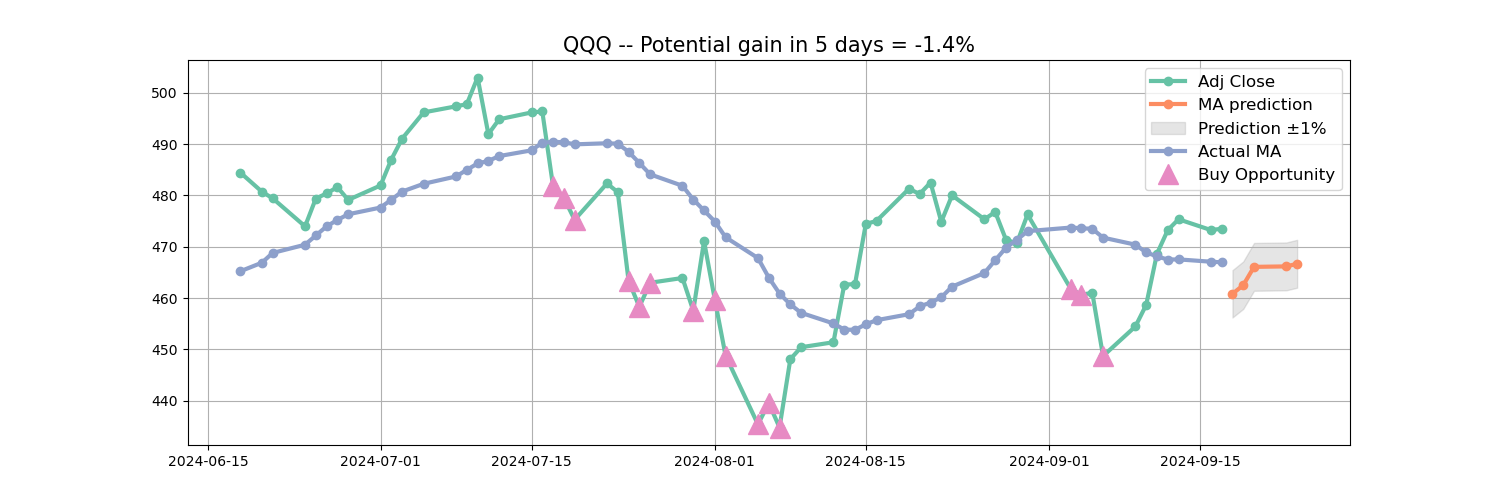 QQQ -- Potential gain in 5 days = -1.4%
Adj Close
MA prediction
Prediction ±1%
Actual MA
Buy Opportunity
500
490
480
470
460
450
440
2024-06-15 2024-07-01 2024-07-15 2024-08-01 2024-08-15 2024-09-01 2024-09-15